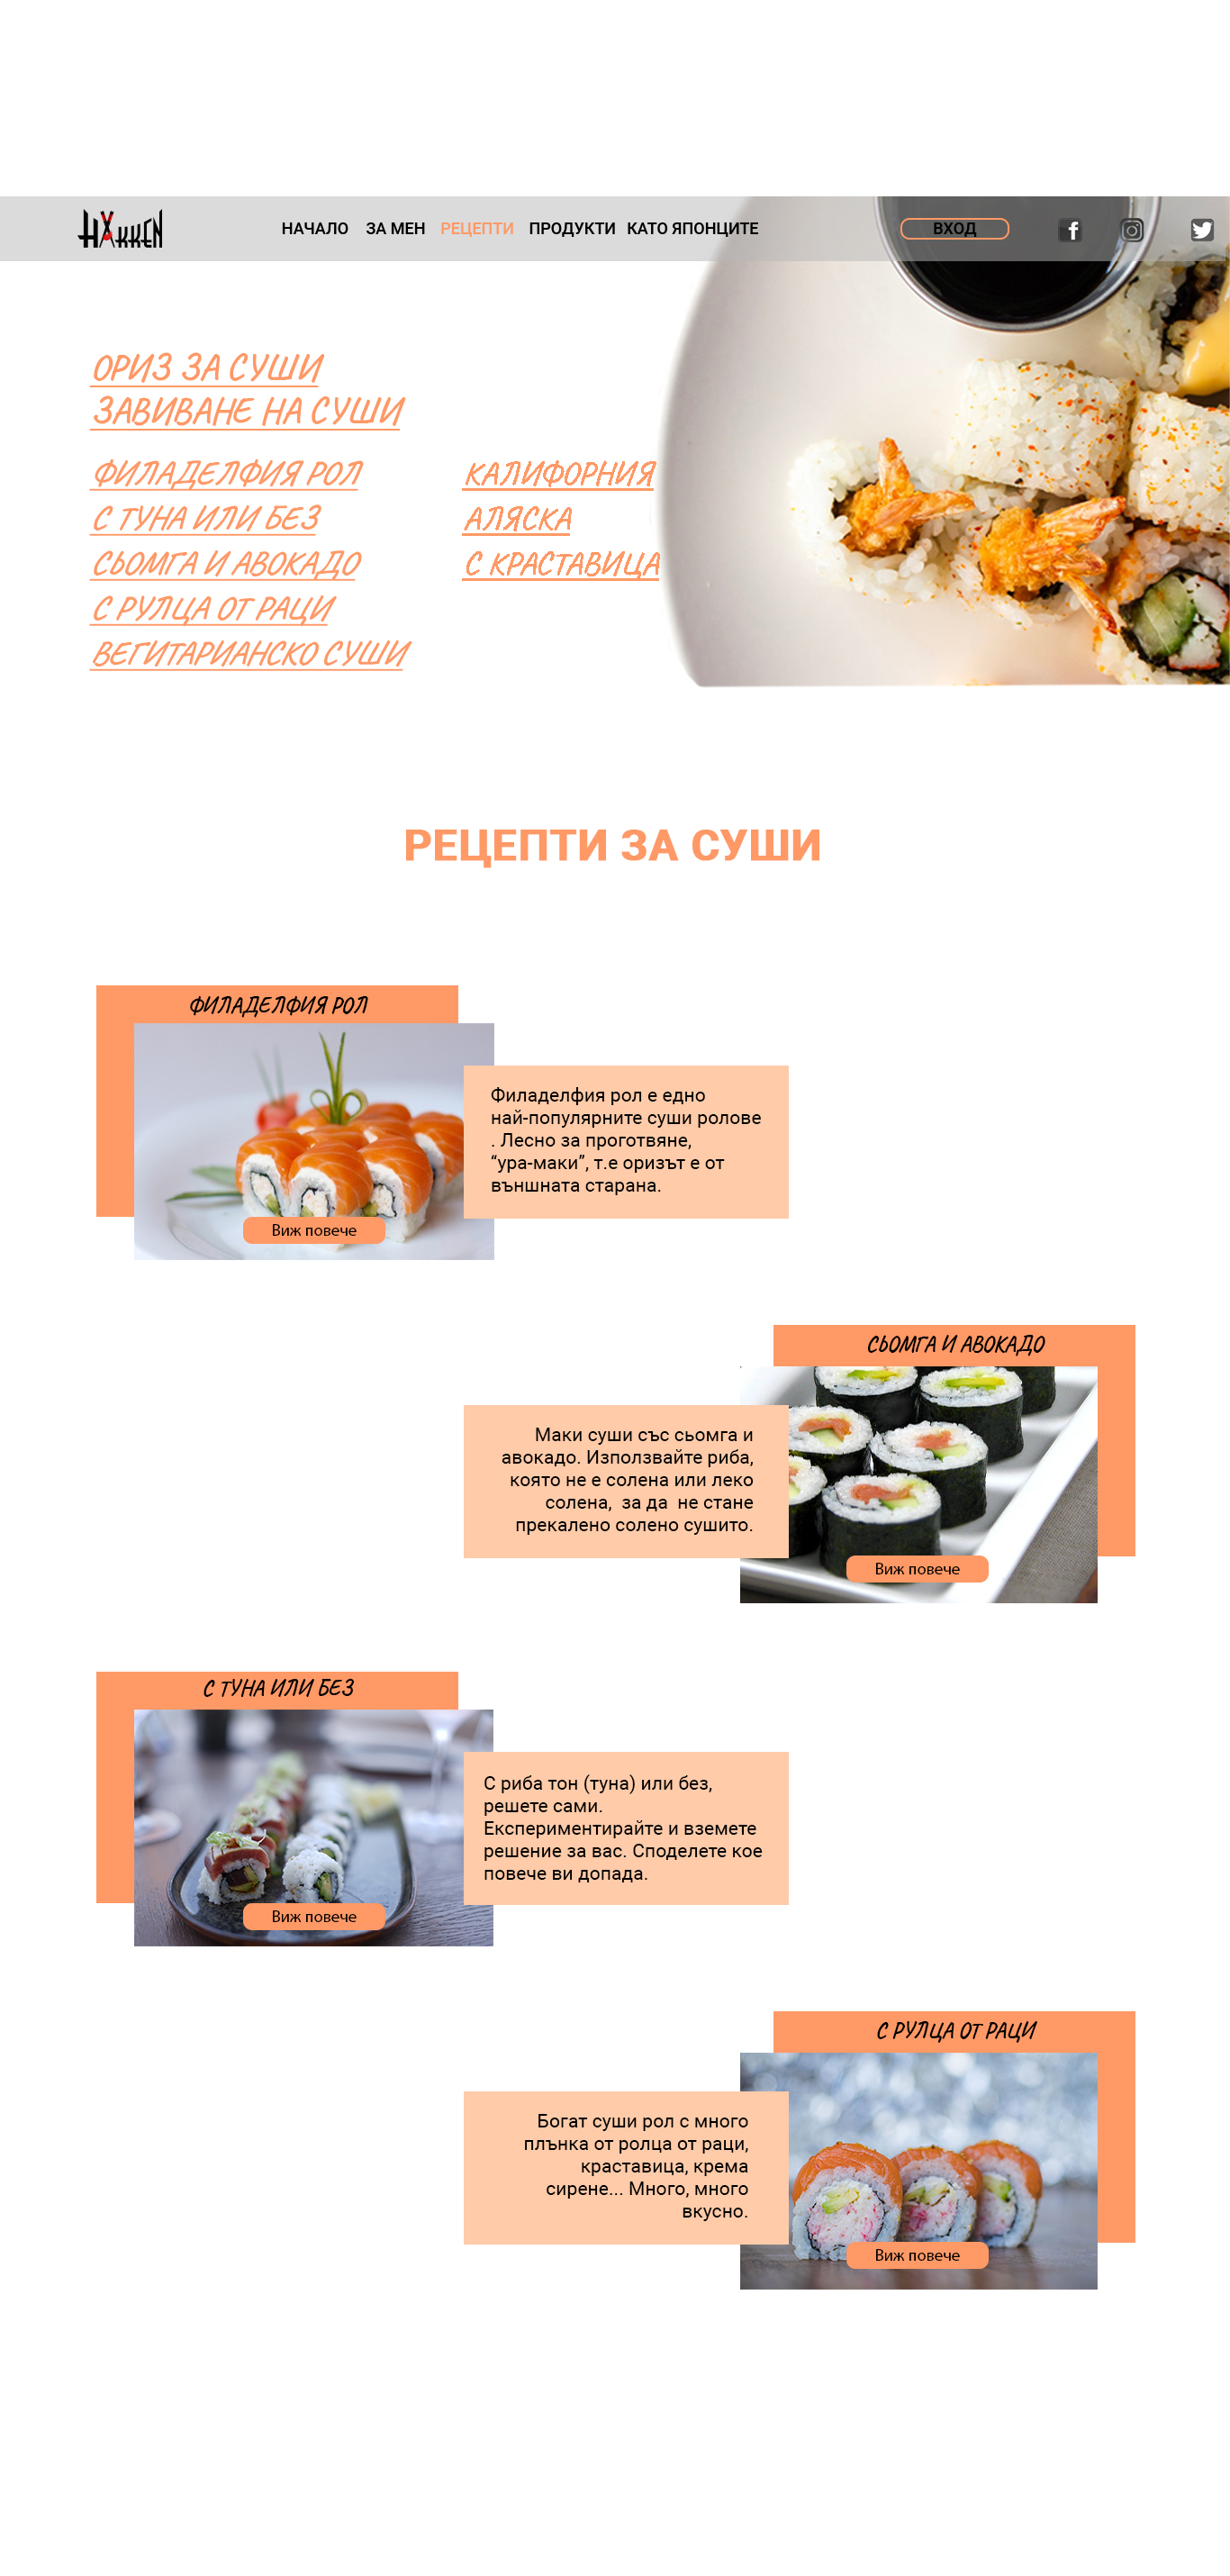 НАККEN
НАЧАЛО ЗА МЕН РЕЦЕПТИ ПРОДУКТИ КАТО ЯПОНЦИТЕ ВХОД
ОРИЗ ЗА СУШИ
ЗАВИВАНЕ НА СУШИ
ФИЛАДЕЛФИЯ РОЛ
С ТУНА ИЛИ БЕЗ
СЬОМГА И АВОКАДО
С РУЛЦА ОТ РАЦИ
ВЕГИТАРИАНСКО СУШИ
КАЛИФОРНИЯ
АЛЯСКА
С КРАСТАВИЦА
РЕЦЕПТИ ЗА СУШИ
ФИЛАДЕЛФИЯ РОЛ
Филаделфия рол е едно
най-популярните суши ролове
. Лесно за проготвяне,
“ура-маки”, т.е оризът е от
външната старана.
Виж повече
СЬОМГА И АВОКАДО
Маки суши със сьомга и
авокадо. Използвайте риба,
която не е солена или леко
солена, за да не стане
прекалено солено сушито.
Виж повече
С ТУНА ИЛИ БЕЗ
С риба тон (туна) или без,
решете сами.
Експериментирайте и вземете
решение за вас. Споделете кое
повече ви допада.
Виж повече
С РУЛЦА ОТ РАЦИ
Богат суши рол с много
плънка от ролца от раци,
краставица, крема
сирене... Много, много
вкусно.
Виж повече